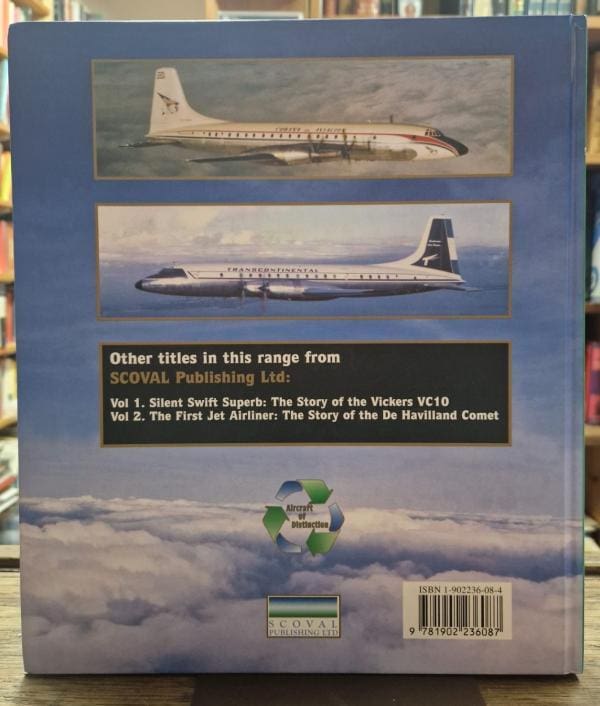 CUBANA DE AVIACION
TRANSCONTINENTAL
Other titles in this range from
SCOVAL Publishing Ltd:
Vol 1. Silent Swift Superb: The Story of the Vickers VC10
Vol 2. The First Jet Airliner: The Story of the De Havilland Comet
Aircraft
of
Distinction
SCOVAL
PUBLISHING LTD
ISBN 1-902236-08-4
9 781902 236087